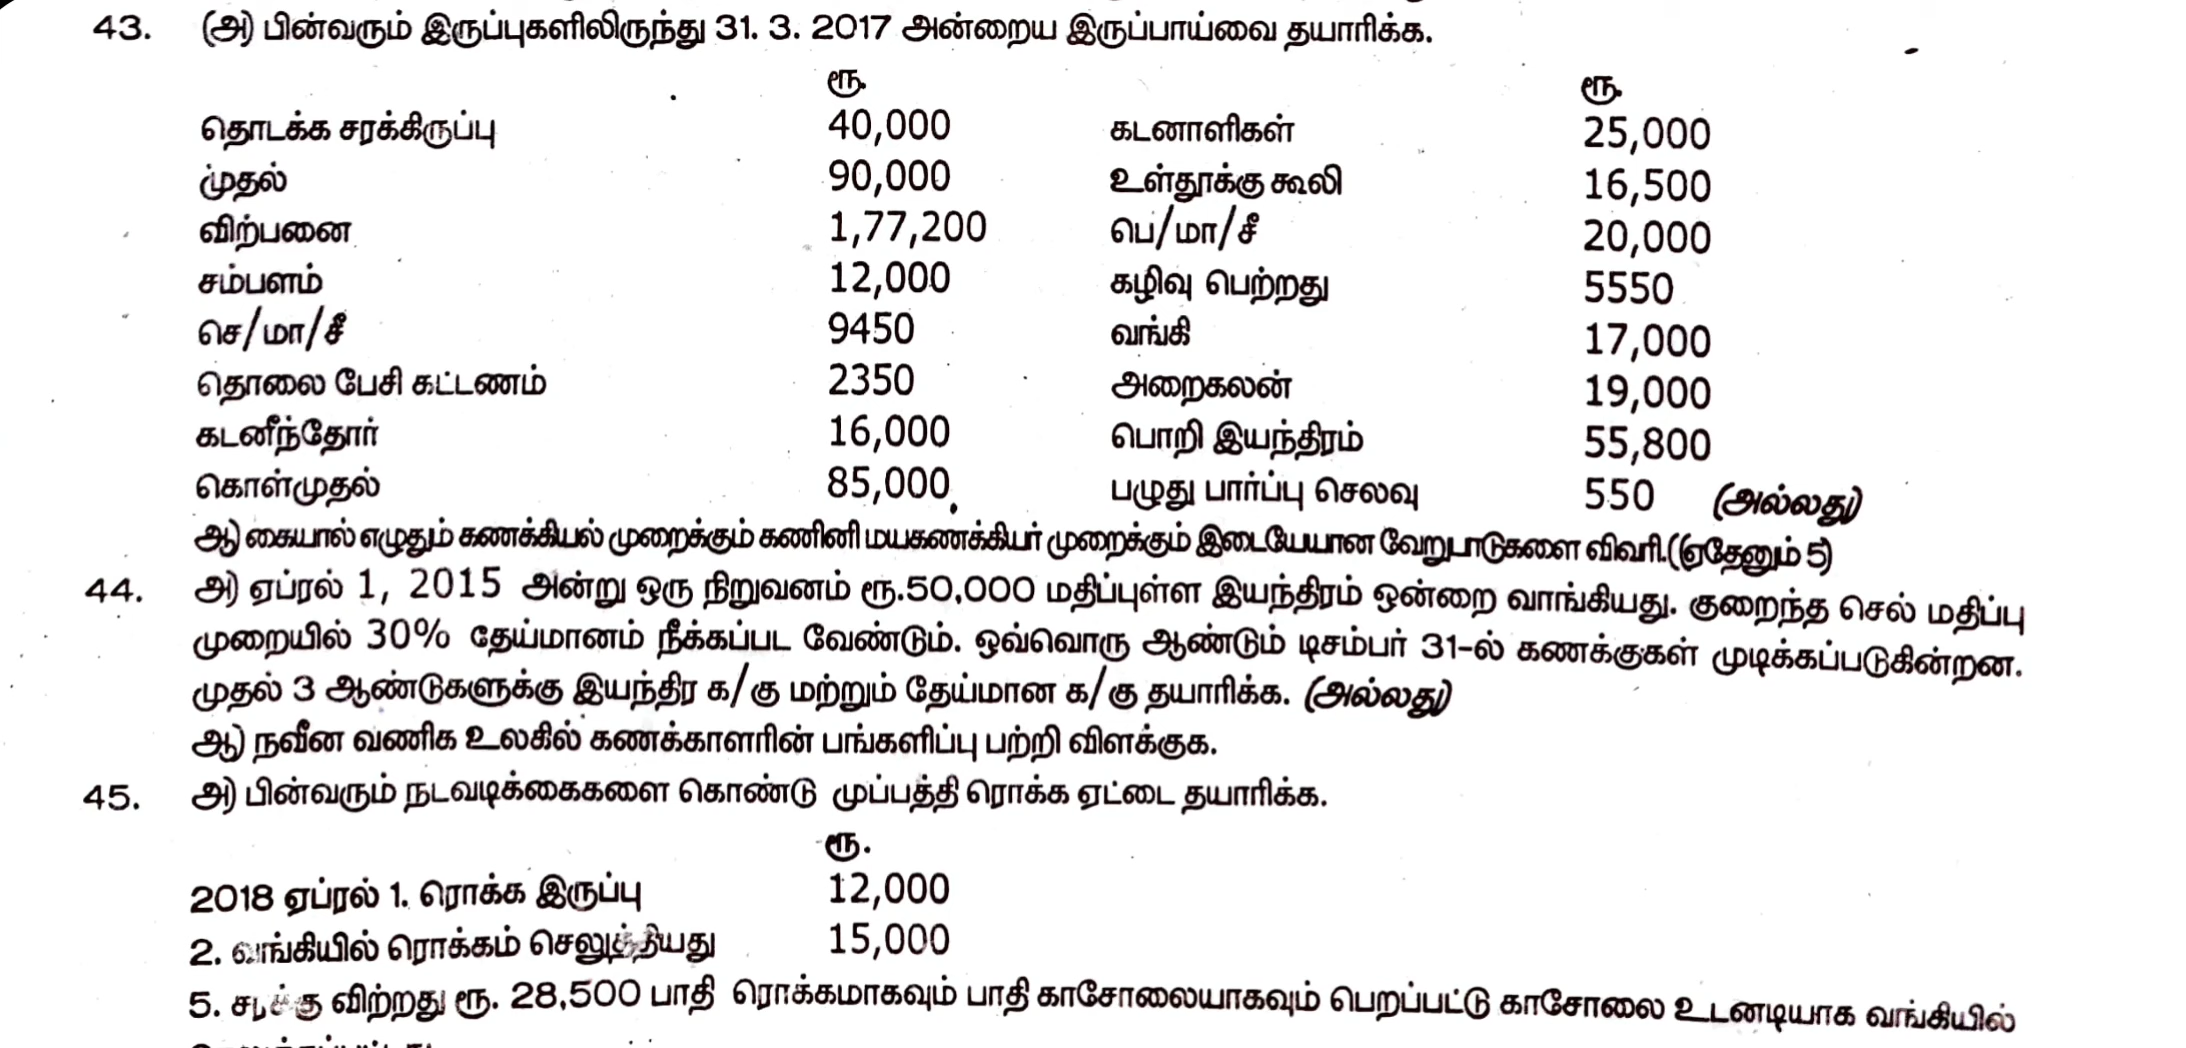 43. (அ) பின்வரும் இருப்புகளிலிருந்து 31. 3. 2017 அன்றைய இருப்பாய்வை தயாரிக்க.
ரூ. ரூ.
தொடக்க சரக்கிருப்பு 40,000 கடனாளிகள் 25,000
முதல் 90,000 உள்தூக்கு கூலி 16,500
விற்பனை 1,77,200 பெ/மா/சீ 20,000
சம்பளம் 12,000 கழிவு பெற்றது 5550
செ/மா/சீ 9450 வங்கி 17,000
தொலை பேசி கட்டணம் 2350 அறைகலன் 19,000
கடனீந்தோர் 16,000 பொறி இயந்திரம் 55,800
கொள்முதல் 85,000 பழுது பார்ப்பு செலவு 550 (அல்லது)
ஆ) கையால் எழுதும் கணக்கியல் முறைக்கும் கணினி மயகணக்கியர் முறைக்கும் இடையேயான வேறுபாடுகளை விவரி.((ஏதேனும் 5)
44. அ) ஏப்ரல் 1, 2015 அன்று ஒரு நிறுவனம் ரூ.50,000 மதிப்புள்ள இயந்திரம் ஒன்றை வாங்கியது. குறைந்த செல் மதிப்பு
முறையில் 30% தேய்மானம் நீக்கப்பட வேண்டும். ஒவ்வொரு ஆண்டும் டிசம்பர் 31-ல் கணக்குகள் முடிக்கப்படுகின்றன.
முதல் 3 ஆண்டுகளுக்கு இயந்திர க/கு மற்றும் தேய்மான க/கு தயாரிக்க. (அல்லது)
ஆ) நவீன வணிக உலகில் கணக்காளரின் பங்களிப்பு பற்றி விளக்குக.
45. அ) பின்வரும் நடவடிக்கைகளை கொண்டு முப்பத்தி ரொக்க ஏட்டை தயாரிக்க.
ரூ.
2018 ஏப்ரல் 1. ரொக்க இருப்பு 12,000
2. வங்கியில் ரொக்கம் செலுத்தியது 15,000
5. சரக்கு விற்றது ரூ. 28,500 பாதி ரொக்கமாகவும் பாதி காசோலையாகவும் பெறப்பட்டு காசோலை உடனடியாக வங்கியில்